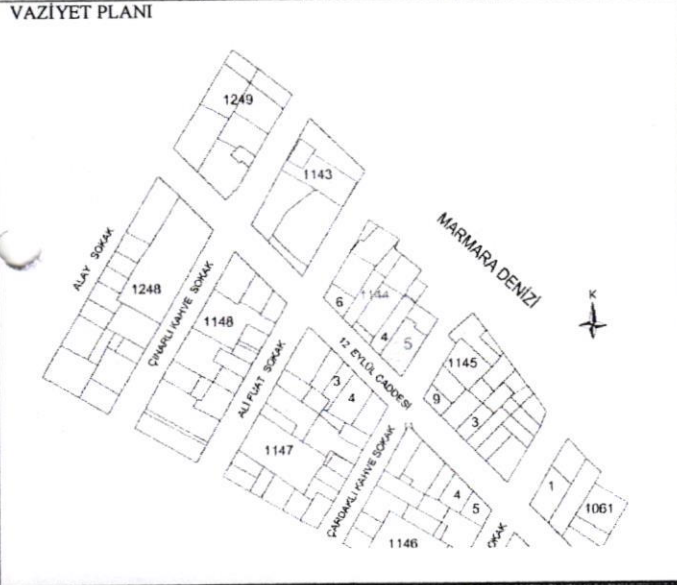 VAZİYET PLANI
1249
1143
MARMARA DENİZİ
ALAY SOKAK
1248
ÇINARLI KAHVE SOKAK
1148
1144
6
4
5
K
12 EYLÜL CADDESİ
ALİ FUAT SOKAK
1145
3
4
9
3
1147
ÇARDAKLI KAHVE SOKAK
4
5
1
1061
1146
SOKAK